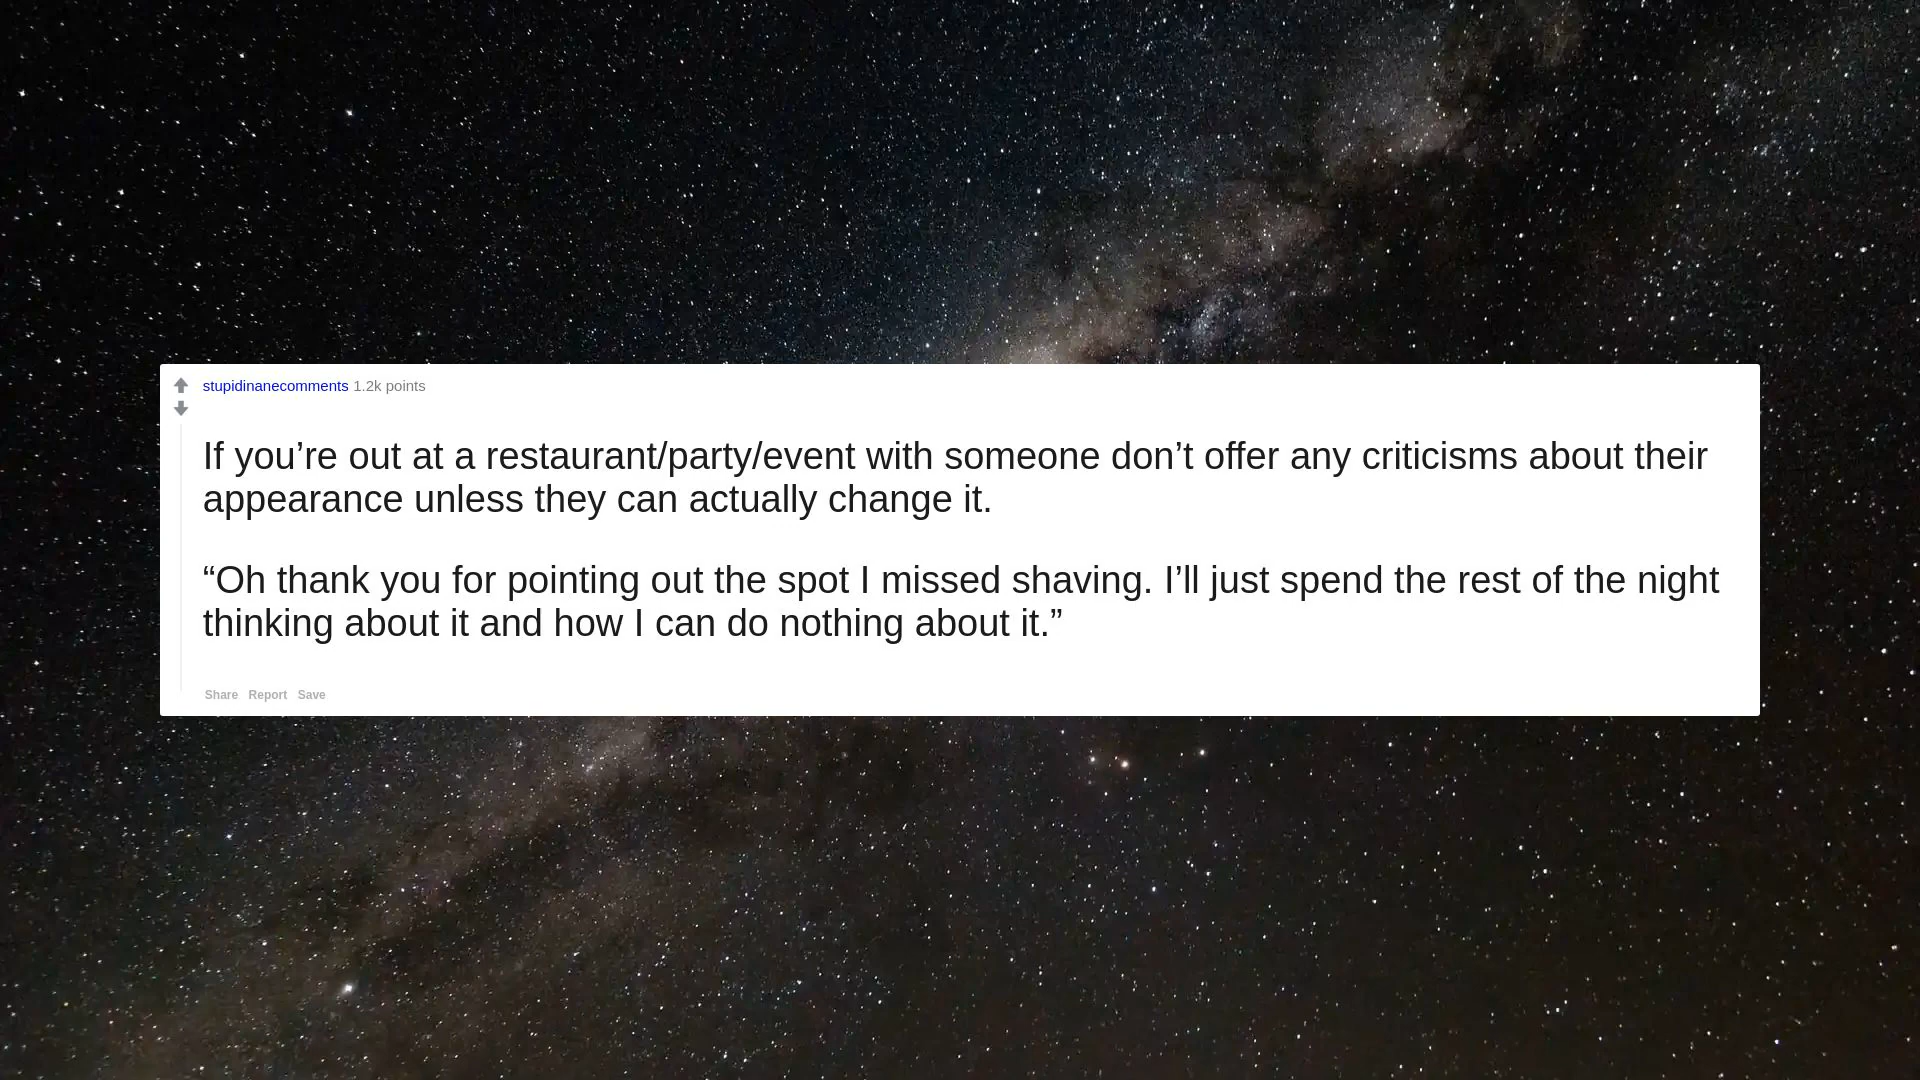 stupidinanecomments 1.2k points
If you’re out at a restaurant/party/event with someone don’t offer any criticisms about their
appearance unless they can actually change it.
“Oh thank you for pointing out the spot I missed shaving. I’ll just spend the rest of the night
thinking about it and how I can do nothing about it.”
Share Report Save